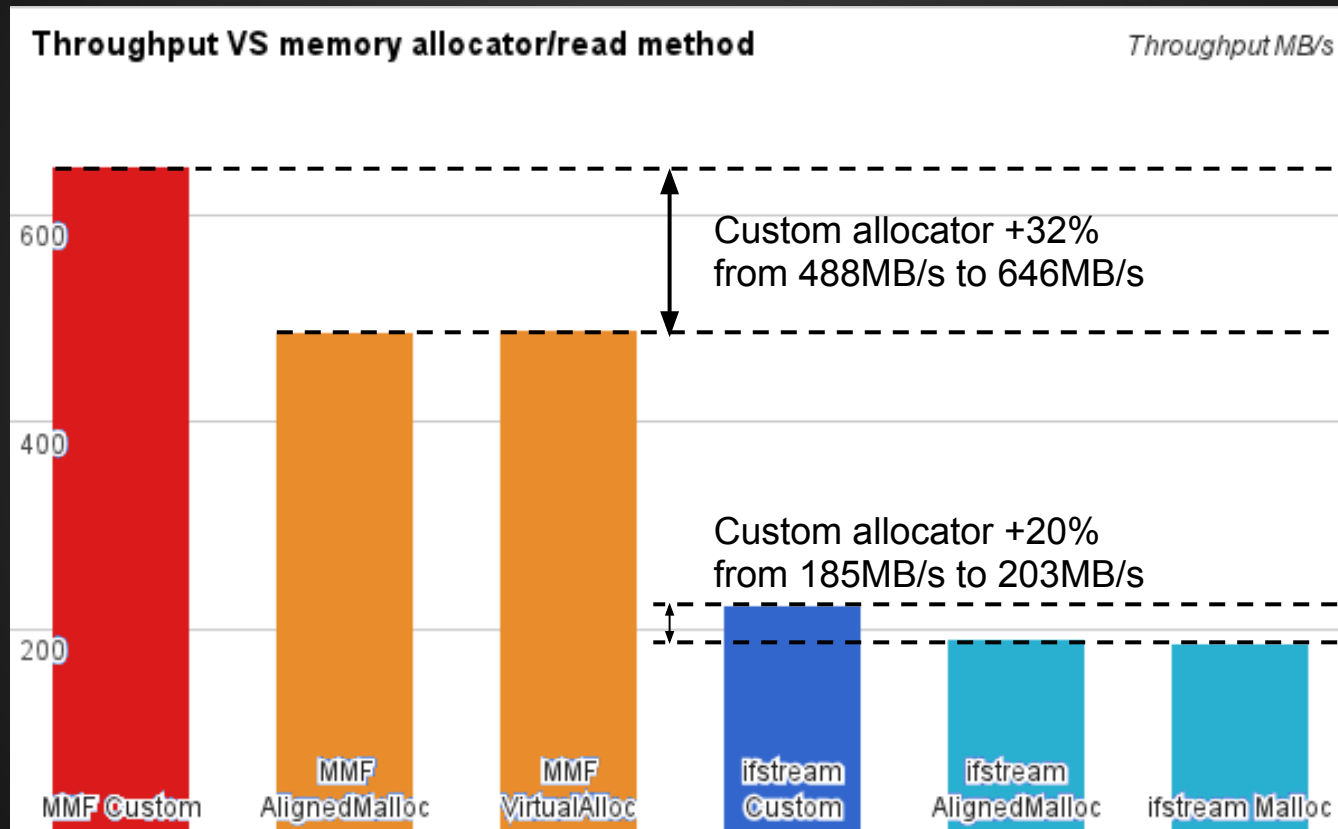 Throughput VS memory allocator/read method
Throughput MB/s
600
Custom allocator +32%
from 488MB/s to 646MB/s
400
Custom allocator +20%
from 185MB/s to 203MB/s
200
MMF Custom
MMF
AlignedMalloc
MMF
VirtualAlloc
ifstream
Custom
ifstream
AlignedMalloc
ifstream Malloc